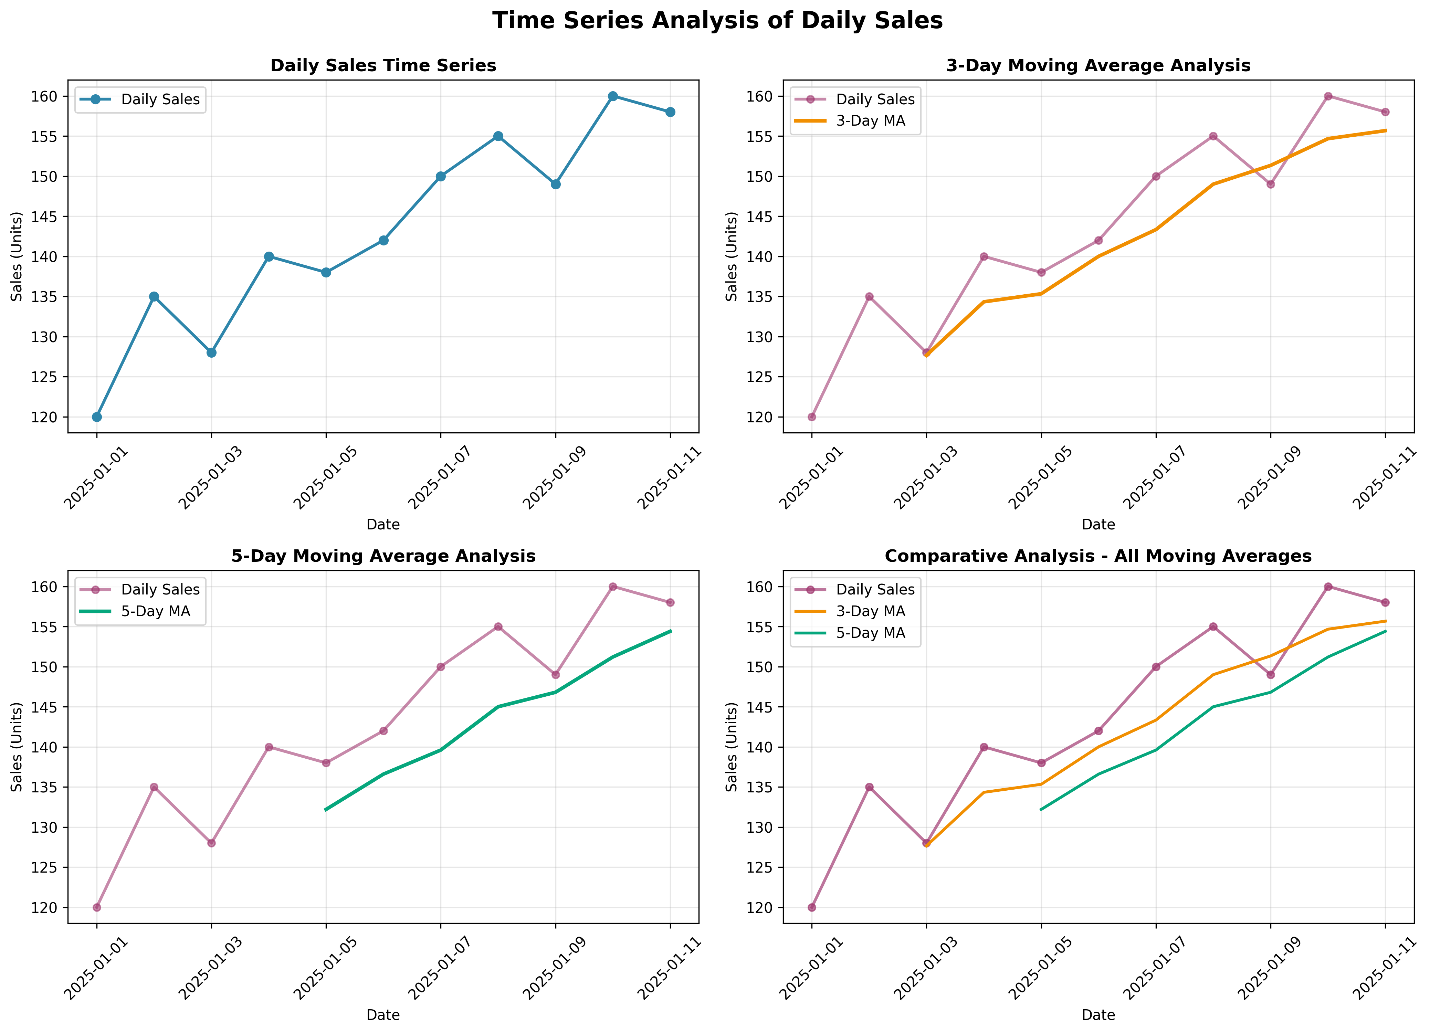 Time Series Analysis of Daily Sales
Daily Sales Time Series
Daily Sales
160
155
150
145
140
135
130
125
120
Sales (Units)
2025-01-01
2025-01-03
2025-01-05
2025-01-07
2025-01-09
2025-01-11
Date
3-Day Moving Average Analysis
Daily Sales
3-Day MA
160
155
150
145
140
135
130
125
120
Sales (Units)
2025-01-01
2025-01-03
2025-01-05
2025-01-07
2025-01-09
2025-01-11
Date
5-Day Moving Average Analysis
Daily Sales
5-Day MA
160
155
150
145
140
135
130
125
120
Sales (Units)
2025-01-01
2025-01-03
2025-01-05
2025-01-07
2025-01-09
2025-01-11
Date
Comparative Analysis - All Moving Averages
Daily Sales
3-Day MA
5-Day MA
160
155
150
145
140
135
130
125
120
Sales (Units)
2025-01-01
2025-01-03
2025-01-05
2025-01-07
2025-01-09
2025-01-11
Date